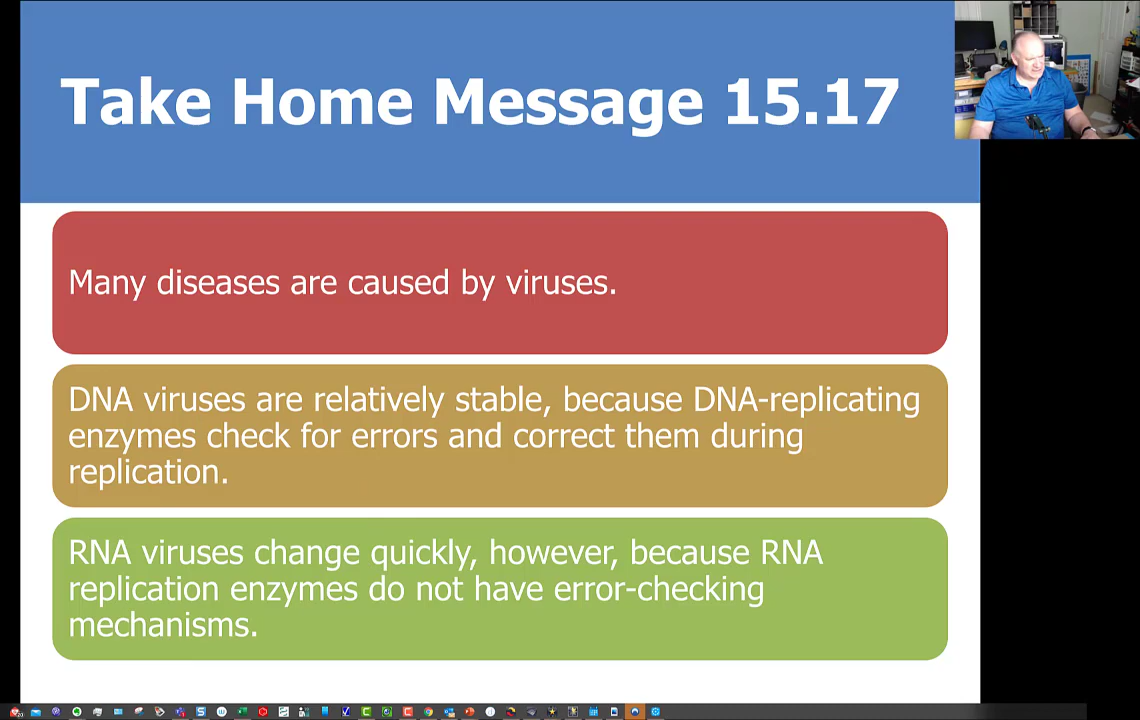 Take Home Message 15.17
Many diseases are caused by viruses.
DNA viruses are relatively stable, because DNA-replicating
enzymes check for errors and correct them during
replication.
RNA viruses change quickly, however, because RNA
replication enzymes do not have error-checking
mechanisms.